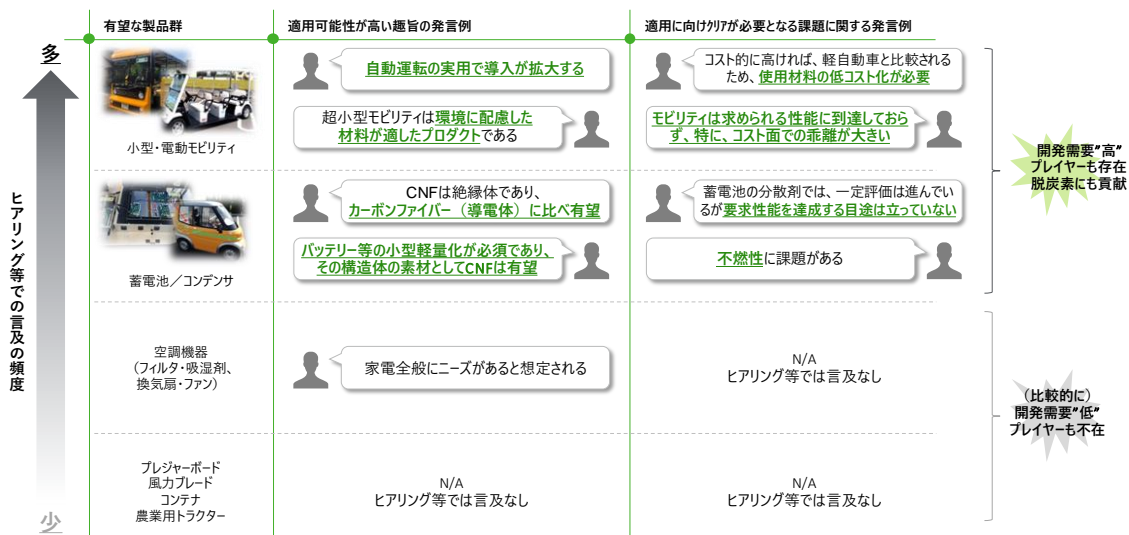 有望な製品群
適用可能性が高い趣旨の発言例
適用に向けクリアが必要となる課題に関する発言例
多
ヒアリング等での言及の頻度
少
小型・電動モビリティ
自動運転の実用で導入が拡大する
超小型モビリティは環境に配慮した
材料が適したプロダクトである
コスト的に高ければ、軽自動車と比較される
ため、使用材料の低コスト化が必要
モビリティは求められる性能に到達しておら
ず、特に、コスト面での乖離が大きい
蓄電池／コンデンサ
CNFは絶縁体であり、
カーボンファイバー（導電体）に比べ有望
バッテリー等の小型軽量化が必須であり、
その構造体の素材としてCNFは有望
蓄電池の分散剤では、一定評価は進んでい
るが要求性能を達成する目途は立っていない
不燃性に課題がある
開発需要”高”
プレイヤーも存在
脱炭素にも貢献
空調機器
（フィルタ・吸湿剤、
換気扇・ファン）
家電全般にニーズがあると想定される
N/A
ヒアリング等では言及なし
プレジャーボード
風力ブレード
コンテナ
農業用トラクター
N/A
ヒアリング等では言及なし
N/A
ヒアリング等では言及なし
（比較的に）
開発需要”低”
プレイヤーも不在